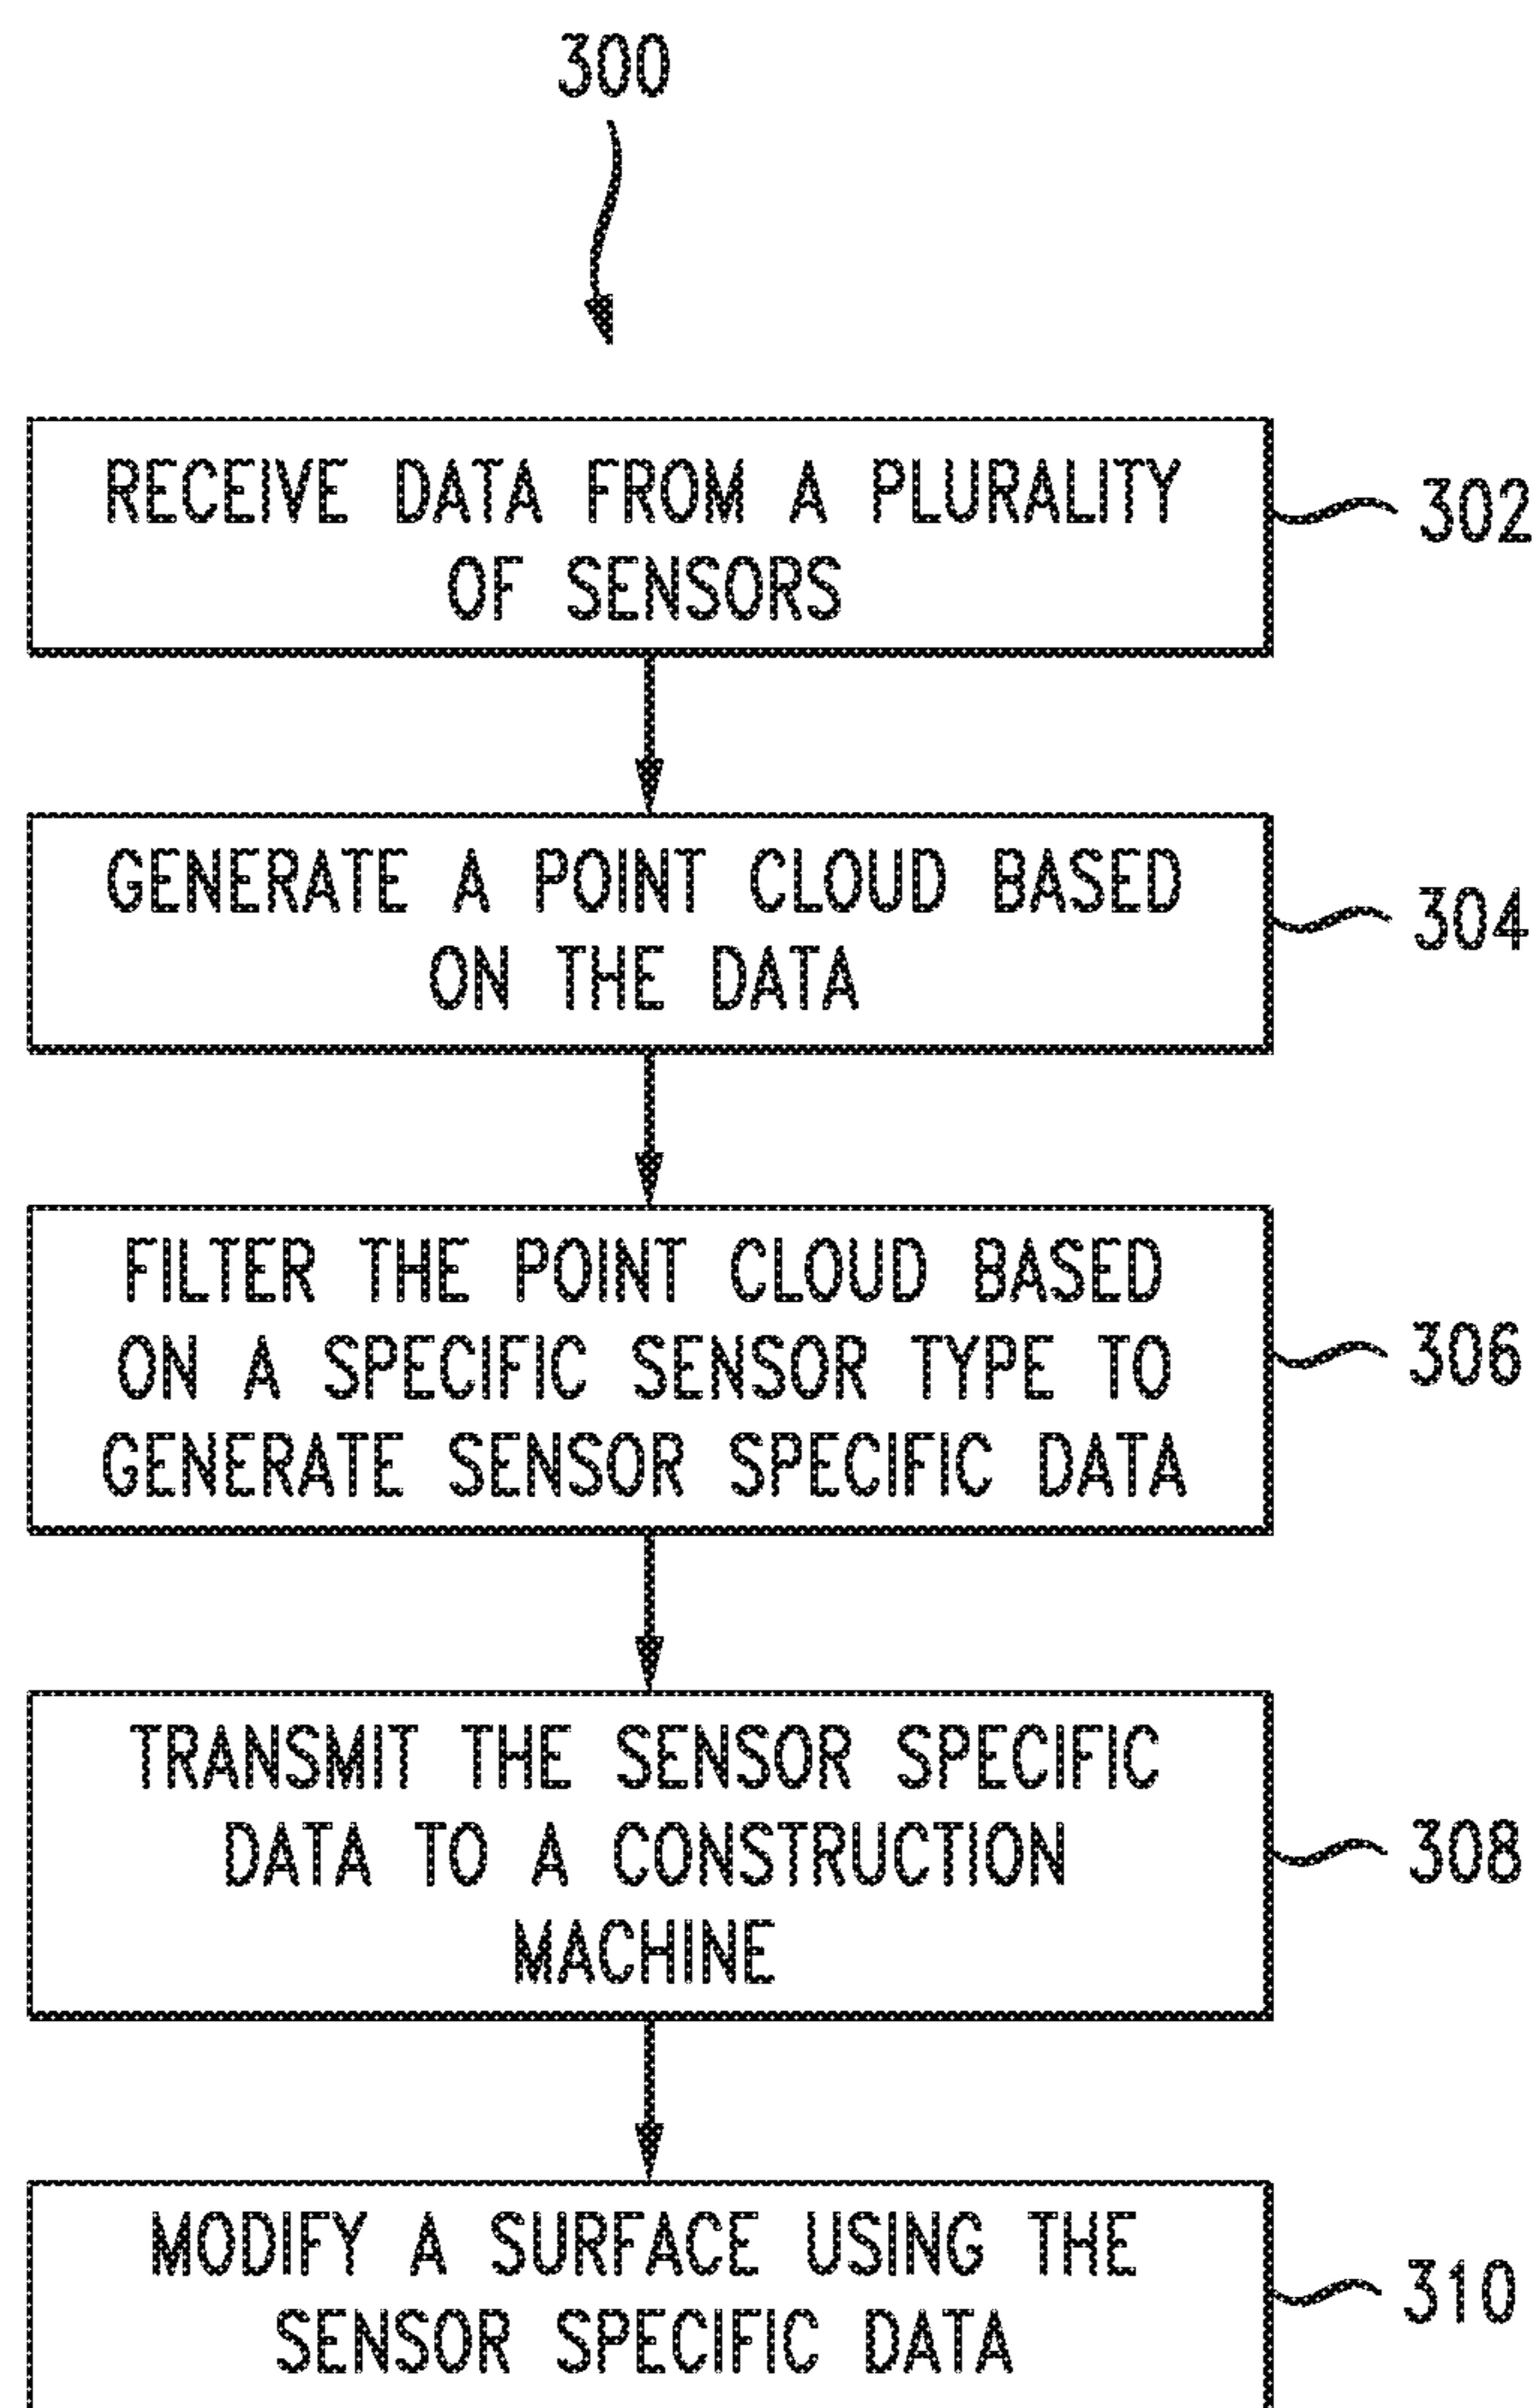 300
RECEIVE DATA FROM A PLURALITY
OF SENSORS
302
GENERATE A POINT CLOUD BASED
ON THE DATA
304
FILTER THE POINT CLOUD BASED
ON A SPECIFIC SENSOR TYPE TO
GENERATE SENSOR SPECIFIC DATA
306
TRANSMIT THE SENSOR SPECIFIC
DATA TO A CONSTRUCTION
MACHINE
308
MODIFY A SURFACE USING THE
SENSOR SPECIFIC DATA
310